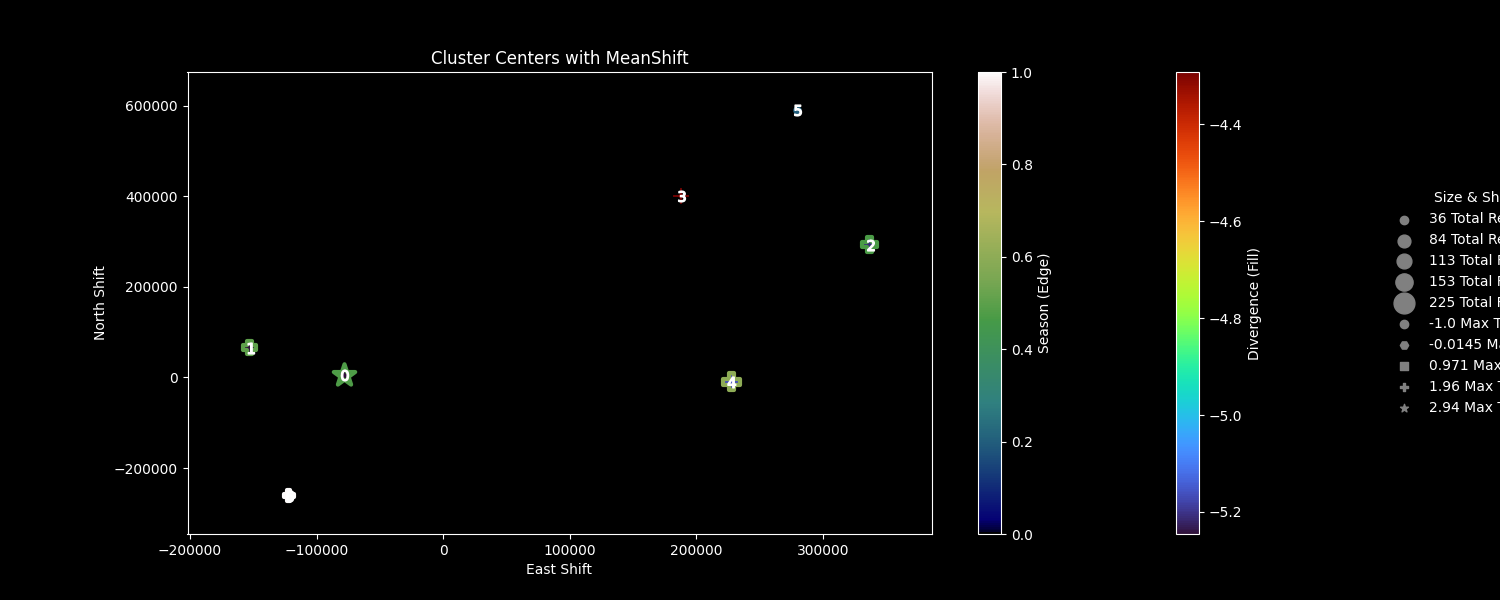 Cluster Centers with MeanShift
North Shift
600000
400000
200000
0
−200000
−200000
−100000
0
100000
200000
300000
East Shift
5
3
2
1
0
4
1.0
0.8
0.6
0.4
0.2
0.0
Season (Edge)
−4.4
−4.6
−4.8
−5.0
−5.2
Divergence (Fill)
Size & Sh
36 Total Re
84 Total Re
113 Total
153 Total
225 Total
-1.0 Max T
-0.0145 Ma
0.971 Max
1.96 Max T
2.94 Max T